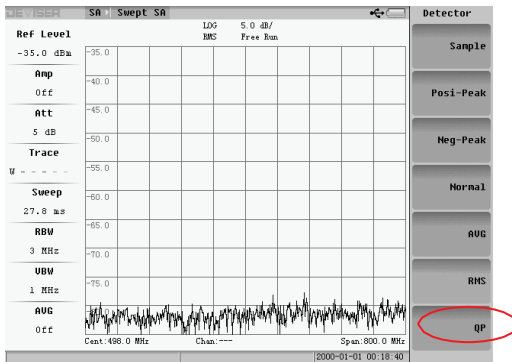 DEVISER SA Swept SA Detector
LOG 5.0 dB/
RMS Free Run
Ref Level
-35.0 dBm
Amp
Off
Att
5 dB
Trace
W - - - - -
Sweep
27.8 ms
RBW
3 MHz
VBW
1 MHz
AVG
Off
-35.0
-40.0
-45.0
-50.0
-55.0
-60.0
-65.0
-70.0
-75.0
Cent:498.0 MHz Chan:--- Span:800.0 MHz
2000-01-01 00:18:40
Sample
Posi-Peak
Neg-Peak
Normal
AVG
RMS
QP